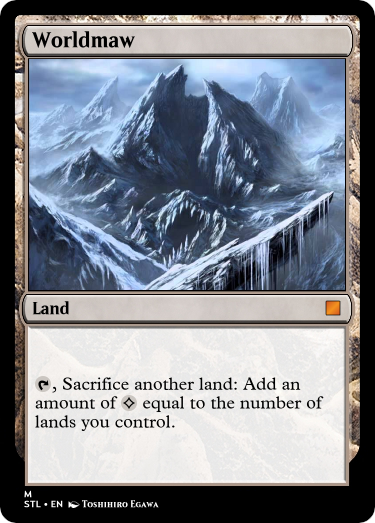 Worldmaw
Land
, Sacrifice another land: Add an
amount of equal to the number of
lands you control.
M
STL • EN Toshihiro Egawa